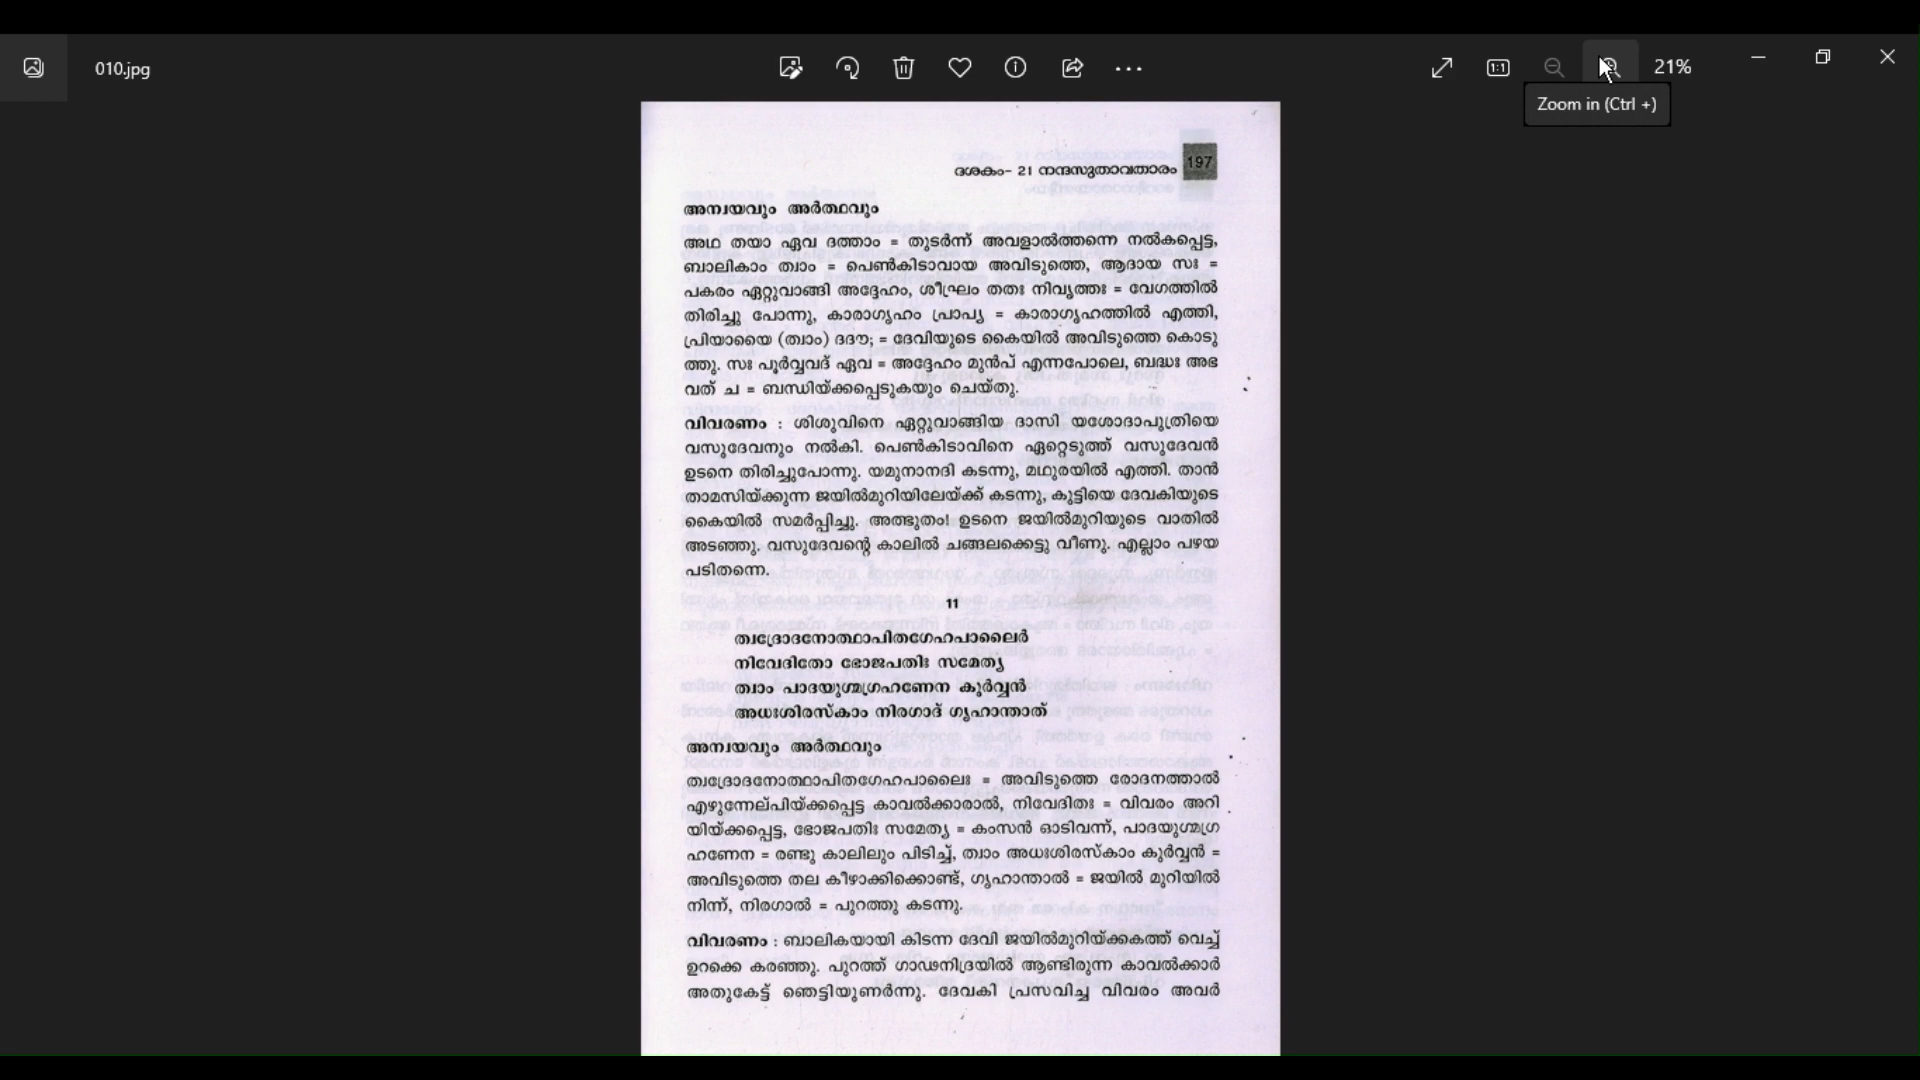 010.jpg
21%
Zoom in (Ctrl +)
ദശകം- 21 നന്ദസുതാവതാരം 197
അന്വയവും അർത്ഥവും
അഥ തയാ ഏവ ദത്താം = തുടർന്ന് അവളാൽത്തന്നെ നൽകപ്പെട്ട,
ബാലികാം ത്വാം = പെൺകിടാവായ അവിടുത്തെ, ആദായ സഃ =
പകരം ഏറ്റുവാങ്ങി അദ്ദേഹം, ശീഘ്രം തതഃ നിവൃത്തഃ = വേഗത്തിൽ
തിരിച്ചു പോന്നു, കാരാഗൃഹം പ്രാപ്യ = കാരാഗൃഹത്തിൽ എത്തി,
പ്രിയായൈ (ത്വാം) ദദൗ; = ദേവിയുടെ കൈയിൽ അവിടുത്തെ കൊടു
ത്തു. സഃ പൂർവ്വവദ് ഏവ = അദ്ദേഹം മുൻപ് എന്നപോലെ, ബദ്ധഃ അഭ
വത് ച = ബന്ധിയ്ക്കപ്പെടുകയും ചെയ്തു.
വിവരണം : ശിശുവിനെ ഏറ്റുവാങ്ങിയ ദാസി യശോദാപുത്രിയെ
വസുദേവനും നൽകി. പെൺകിടാവിനെ ഏറ്റെടുത്ത് വസുദേവൻ
ഉടനെ തിരിച്ചുപോന്നു. യമുനാനദി കടന്നു, മഥുരയിൽ എത്തി. താൻ
താമസിയ്ക്കുന്ന ജയിൽമുറിയിലേയ്ക്ക് കടന്നു, കുട്ടിയെ ദേവകിയുടെ
കൈയിൽ സമർപ്പിച്ചു. അത്ഭുതം! ഉടനെ ജയിൽമുറിയുടെ വാതിൽ
അടഞ്ഞു. വസുദേവന്റെ കാലിൽ ചങ്ങലക്കെട്ടു വീണു. എല്ലാം പഴയ
പടിതന്നെ.
11
ത്വദ്രോദനോത്ഥാപിതഗേഹപാലൈർ
നിവേദിതോ ഭോജപതിഃ സമേത്യ
ത്വാം പാദയുഗ്മഗ്രഹണേന കുർവ്വൻ
അധഃശിരസ്കാം നിരഗാദ് ഗൃഹാന്താത്
അന്വയവും അർത്ഥവും
ത്വദ്രോദനോത്ഥാപിതഗേഹപാലൈഃ = അവിടുത്തെ രോദനത്താൽ
എഴുന്നേല്പിയ്ക്കപ്പെട്ട കാവൽക്കാരാൽ, നിവേദിതഃ = വിവരം അറി
യിയ്ക്കപ്പെട്ട, ഭോജപതിഃ സമേത്യ = കംസൻ ഓടിവന്ന്, പാദയുഗ്മഗ്ര
ഹണേന = രണ്ടു കാലിലും പിടിച്ച്, ത്വാം അധഃശിരസ്കാം കുർവ്വൻ =
അവിടുത്തെ തല കീഴാക്കിക്കൊണ്ട്, ഗൃഹാന്താൽ = ജയിൽ മുറിയിൽ
നിന്ന്, നിരഗാൽ = പുറത്തു കടന്നു.
വിവരണം : ബാലികയായി കിടന്ന ദേവി ജയിൽമുറിയ്ക്കകത്ത് വെച്ച്
ഉറക്കെ കരഞ്ഞു. പുറത്ത് ഗാഢനിദ്രയിൽ ആണ്ടിരുന്ന കാവൽക്കാർ
അതുകേട്ട് ഞെട്ടിയുണർന്നു. ദേവകി പ്രസവിച്ച വിവരം അവർ